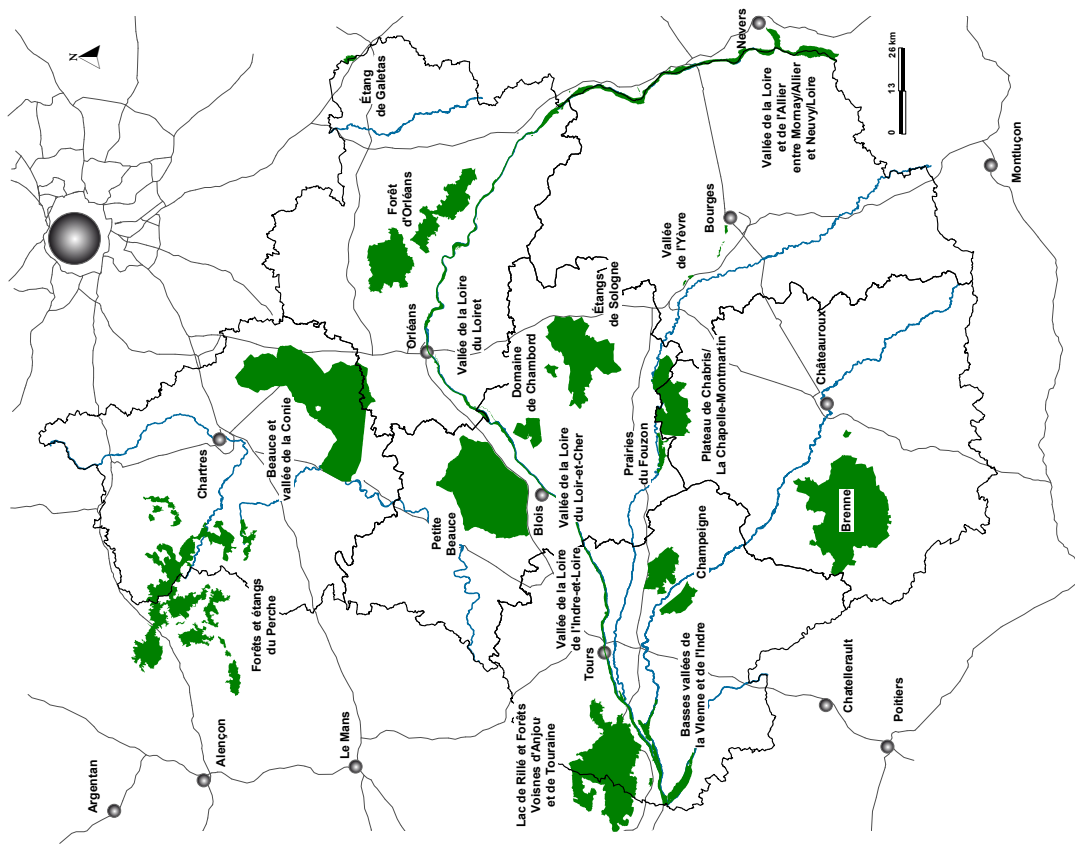 N
Étang
de Galetas
Nevers
0 13 26 km
Vallée de la Loire
et de l'Allier
entre Mornay/Allier
et Neuvy/Loire
Montluçon
Forêt
d'Orléans
Bourges
Vallée
de l'Yèvre
Étangs
de Sologne
Orléans
Vallée de la Loire
du Loiret
Domaine
de Chambord
Châteauroux
Plateau de Chabris/
La Chapelle-Montmartin
Prairies
du Fouzon
Chartres
Beauce et
vallée de la Conie
Petite
Beauce
Blois
Vallée de la Loire
du Loir-et-Cher
Brenne
Champeigne
Vallée de la Loire
de l'Indre-et-Loire
Forêts et étangs
du Perche
Tours
Basses vallées de
la VIenne et de l'Indre
Chatellerault
Poitiers
Lac de Rillé et Forêts
Voisnes d'Anjou
et de Touraine
Le Mans
Alençon
Argentan